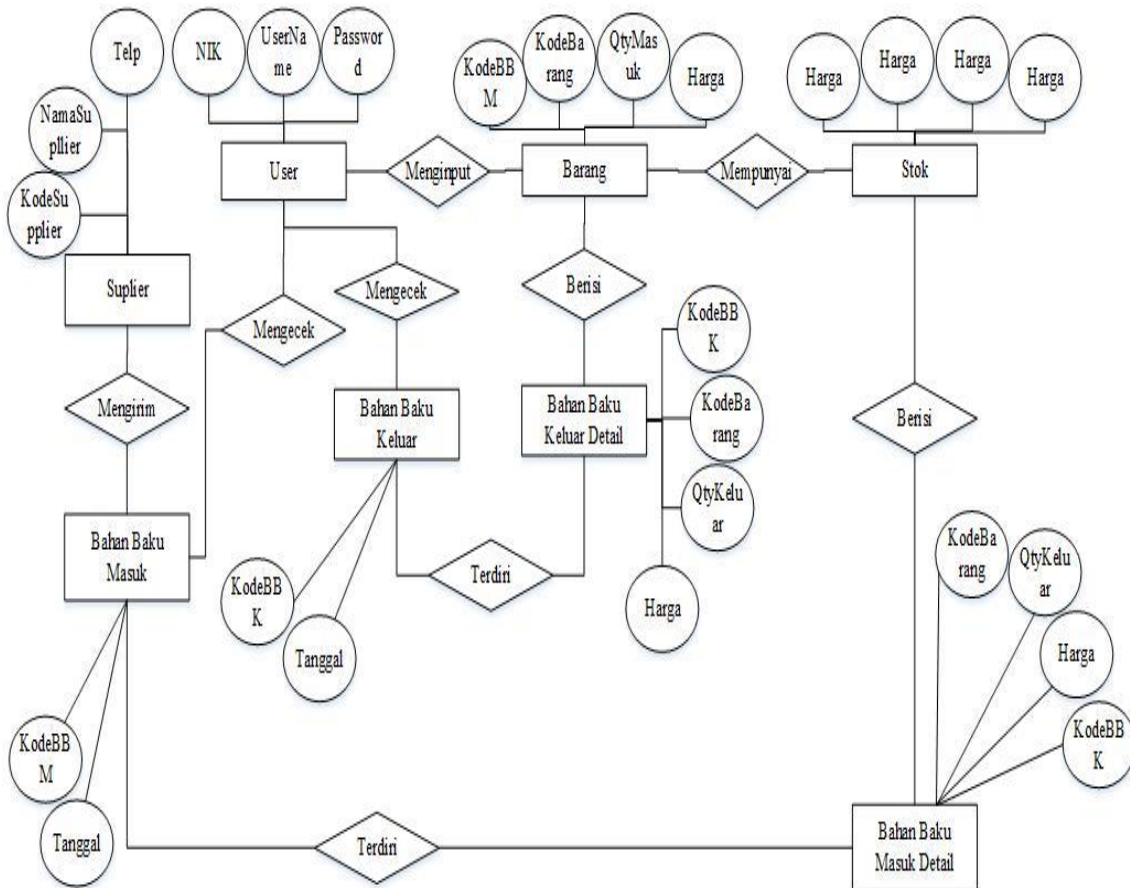 Telp
NIK
UserNa
me
Passwor
d
KodeBB
M
KodeBa
rang
QtyMas
uk
Harga
Harga
Harga
Harga
Harga
NamaSu
pllier
KodeSu
pplier
User
Menginput
Barang
Mempunyai
Stok
Suplier
Mengecek
Mengecek
Berisi
Mengirim
Bahan Baku
Keluar
Bahan Baku
Keluar Detail
KodeBB
K
KodeBa
rang
QtyKelu
ar
Harga
Berisi
Bahan Baku
Masuk
KodeBB
K
Tanggal
Terdiri
KodeBa
rang
QtyKelu
ar
Harga
KodeBB
K
KodeBB
M
Tanggal
Terdiri
Bahan Baku
Masuk Detail